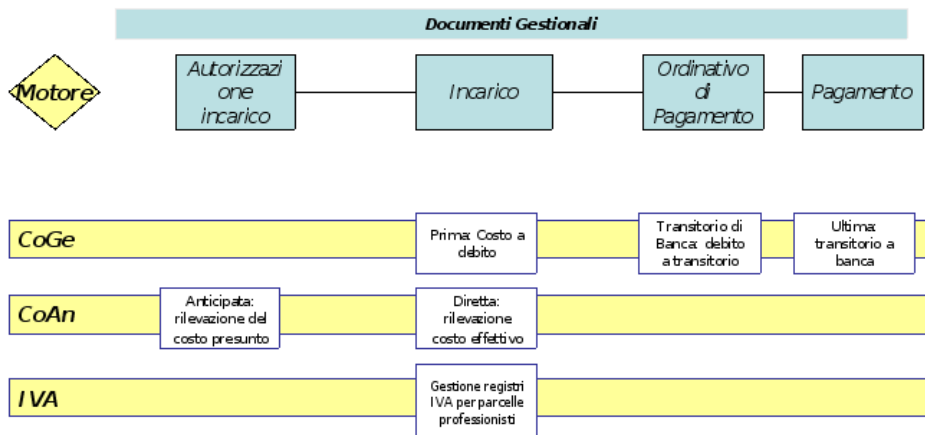 Documenti Gestionali
Motore
Autorizzazi
one
incarico
Incarico
Ordinativo
di
Pagamento
Pagamento
CoGe
Prima: Costo a
debito
Transitorio di
Banca: debito
a transitorio
Ultima:
transitorio a
banca
CoAn
Anticipata:
rilevazione del
costo presunto
Diretta:
rilevazione
costo effettivo
IVA
Gestione registri
IVA per parcelle
professionisti